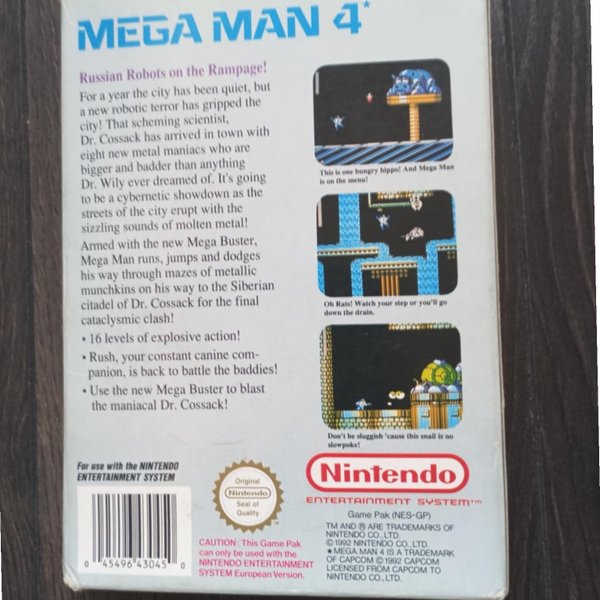 MEGA MAN 4*
Russian Robots on the Rampage!
For a year the city has been quiet, but
a new robotic terror has gripped the
city! That scheming scientist,
Dr. Cossack has arrived in town with
eight new metal maniacs who are
bigger and badder than anything
Dr. Wily ever dreamed of. It's going
to be a cybernetic showdown as the
streets of the city erupt with the
sizzling sounds of molten metal!
Armed with the new Mega Buster,
Mega Man runs, jumps and dodges
his way through mazes of metallic
munchkins on his way to the Siberian
citadel of Dr. Cossack for the final
cataclysmic clash!
• 16 levels of explosive action!
• Rush, your constant canine com-
panion, is back to battle the baddies!
• Use the new Mega Buster to blast
the maniacal Dr. Cossack!
This is one hungry hippo! And Mega Man
is on the menu!
Oh Rats! Watch your step or you'll go
down the drain.
Don't be sluggish 'cause this snail is no
slowpoke!
For use with the NINTENDO
ENTERTAINMENT SYSTEM
0 45496 43045 0
Original
Nintendo
Seal of
Quality
CAUTION: This Game Pak
can only be used with the
NINTENDO ENTERTAINMENT
SYSTEM European Version.
Nintendo
ENTERTAINMENT SYSTEM™
Game Pak (NES-GP)
TM AND ® ARE TRADEMARKS OF
NINTENDO CO., LTD.
© 1992 NINTENDO CO., LTD.
★ MEGA MAN 4 IS A TRADEMARK
OF CAPCOM © 1992 CAPCOM
LICENSED FROM CAPCOM TO
NINTENDO CO., LTD.